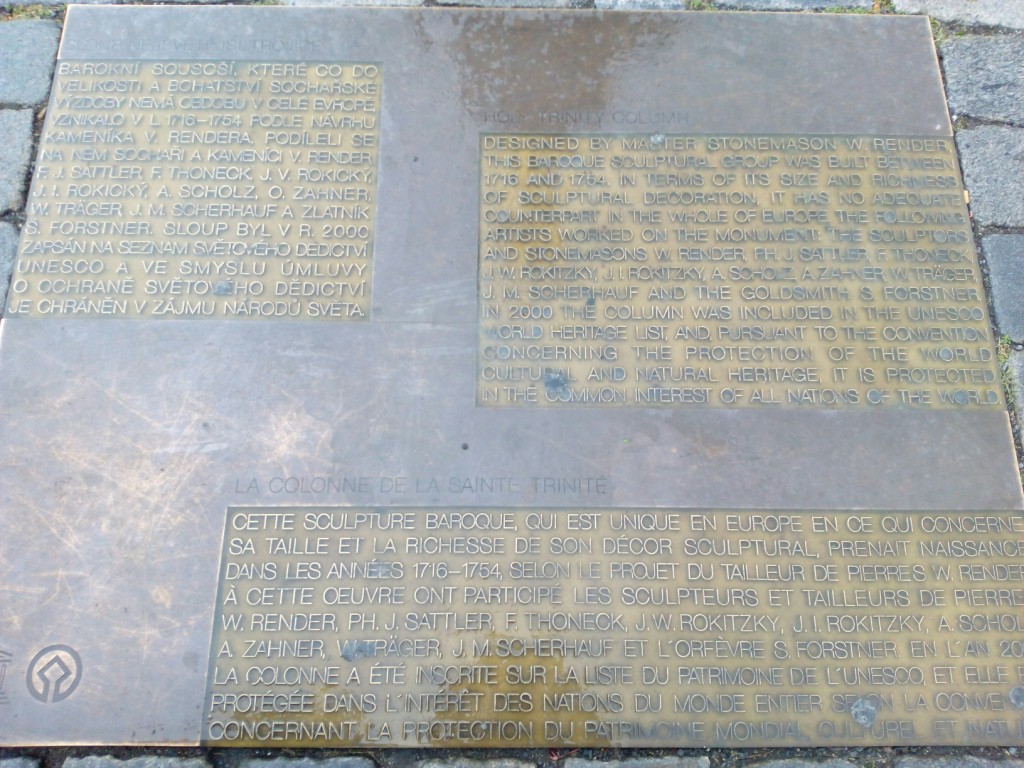 BAROKNÍ SOUSOŠÍ, KTERÉ CO DO
VELIKOSTI A BOHATSTVÍ SOCHAŘSKÉ
VÝZDOBY NEMÁ OBDOBU V CELÉ EVROPĚ,
VZNIKALO V L. 1716–1754 PODLE NÁVRHU
KAMENÍKA V. RENDERA. PODÍLELI SE
NA NĚM SOCHAŘI A KAMENÍCI V. RENDER,
F. J. SATTLER, F. THONECK, J. V. ROKICKÝ,
J. I. ROKICKÝ, A. SCHOLZ, O. ZAHNER,
W. TRÄGER, J. M. SCHERHAUF A ZLATNÍK
S. FORSTNER. SLOUP BYL V R. 2000
ZAPSÁN NA SEZNAM SVĚTOVÉHO DĚDICTVÍ
UNESCO A VE SMYSLU ÚMLUVY
O OCHRANĚ SVĚTOVÉHO DĚDICTVÍ
JE CHRÁNĚN V ZÁJMU NÁRODŮ SVĚTA.
HOLY TRINITY COLUMN
DESIGNED BY MASTER STONEMASON W. RENDER,
THIS BAROQUE SCULPTURAL GROUP WAS BUILT BETWEEN
1716 AND 1754. IN TERMS OF ITS SIZE AND RICHNESS
OF SCULPTURAL DECORATION, IT HAS NO ADEQUATE
COUNTERPART IN THE WHOLE OF EUROPE. THE FOLLOWING
ARTISTS WORKED ON THE MONUMENT: THE SCULPTORS
AND STONEMASONS W. RENDER, PH. J. SATTLER, F. THONECK,
J. W. ROKITZKY, J. I. ROKITZKY, A. SCHOLZ, A. ZAHNER, W. TRÄGER,
J. M. SCHERHAUF AND THE GOLDSMITH S. FORSTNER.
IN 2000 THE COLUMN WAS INCLUDED IN THE UNESCO
WORLD HERITAGE LIST, AND, PURSUANT TO THE CONVENTION
CONCERNING THE PROTECTION OF THE WORLD
CULTURAL AND NATURAL HERITAGE, IT IS PROTECTED
IN THE COMMON INTEREST OF ALL NATIONS OF THE WORLD.
LA COLONNE DE LA SAINTE TRINITÉ
CETTE SCULPTURE BAROQUE, QUI EST UNIQUE EN EUROPE EN CE QUI CONCERNE
SA TAILLE ET LA RICHESSE DE SON DÉCOR SCULPTURAL, PRENAIT NAISSANCE
DANS LES ANNÉES 1716–1754, SELON LE PROJET DU TAILLEUR DE PIERRES W. RENDER
À CETTE OEUVRE ONT PARTICIPÉ LES SCULPTEURS ET TAILLEURS DE PIERRE
W. RENDER, PH. J. SATTLER, F. THONECK, J. W. ROKITZKY, J. I. ROKITZKY, A. SCHOL
A. ZAHNER, W. TRÄGER, J. M. SCHERHAUF ET L'ORFÈVRE S. FORSTNER. EN L'AN 20
LA COLONNE A ÉTÉ INSCRITE SUR LA LISTE DU PATRIMOINE DE L'UNESCO, ET ELLE
PROTÉGÉE DANS L'INTÉRÊT DES NATIONS DU MONDE ENTIER SELON LA CONVEN
CONCERNANT LA PROTECTION DU PATRIMOINE MONDIAL, CULTUREL ET NATU